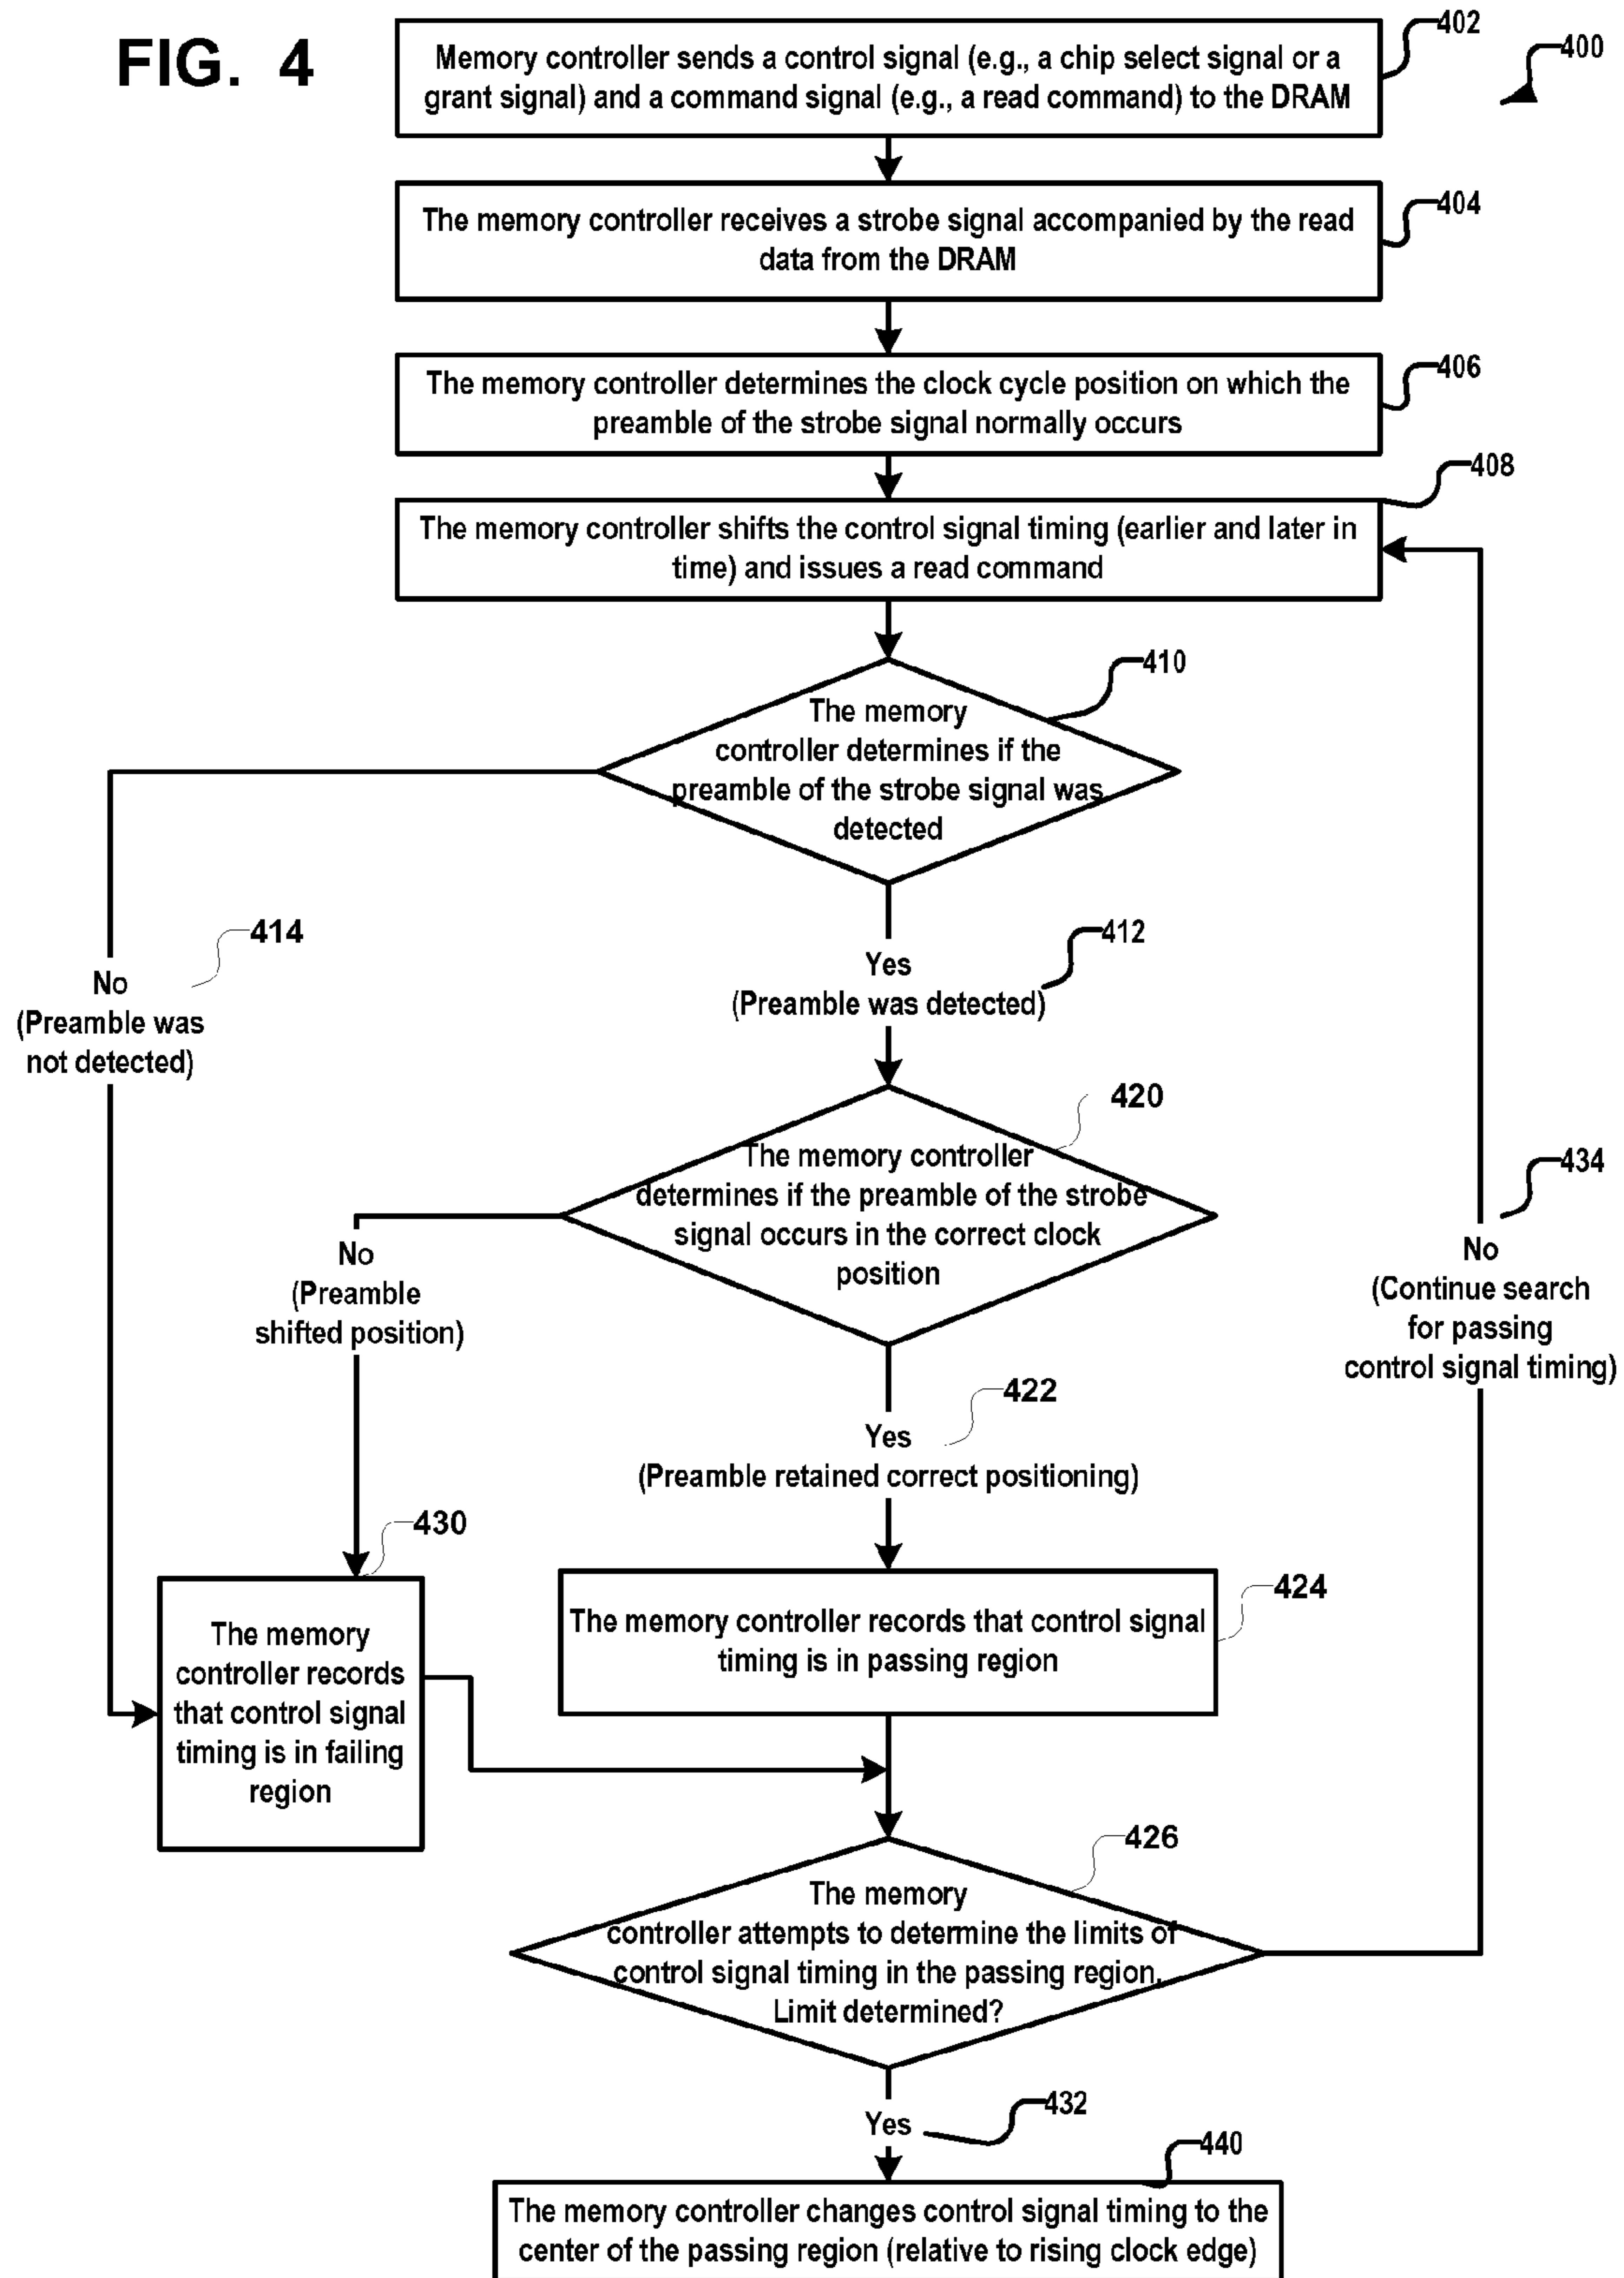 FIG. 4
402
400
Memory controller sends a control signal (e.g., a chip select signal or a
grant signal) and a command signal (e.g., a read command) to the DRAM
404
The memory controller receives a strobe signal accompanied by the read
data from the DRAM
406
The memory controller determines the clock cycle position on which the
preamble of the strobe signal normally occurs
408
The memory controller shifts the control signal timing (earlier and later in
time) and issues a read command
410
The memory
controller determines if the
preamble of the strobe signal was
detected
414
No
(Preamble was
not detected)
412
Yes
(Preamble was detected)
420
The memory controller
determines if the preamble of the strobe
signal occurs in the correct clock
position
434
No
(Continue search
for passing
control signal timing)
No
(Preamble
shifted position)
422
Yes
(Preamble retained correct positioning)
430
The memory
controller records
that control signal
timing is in failing
region
424
The memory controller records that control signal
timing is in passing region
426
The memory
controller attempts to determine the limits of
control signal timing in the passing region.
Limit determined?
432
Yes
440
The memory controller changes control signal timing to the
center of the passing region (relative to rising clock edge)